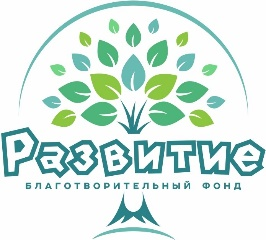 Развитие
БЛАГОТВОРИТЕЛЬНЫЙ ФОНД